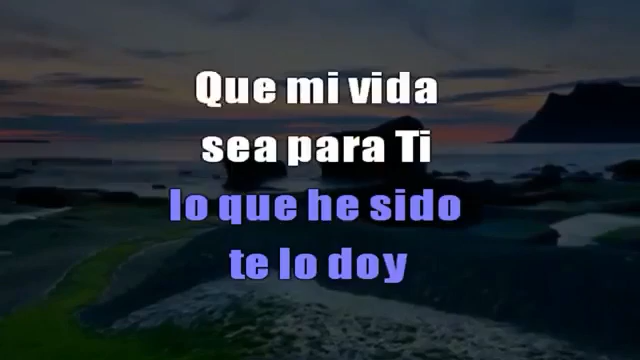 Que mi vida
sea para Ti
lo que he sido
te lo doy